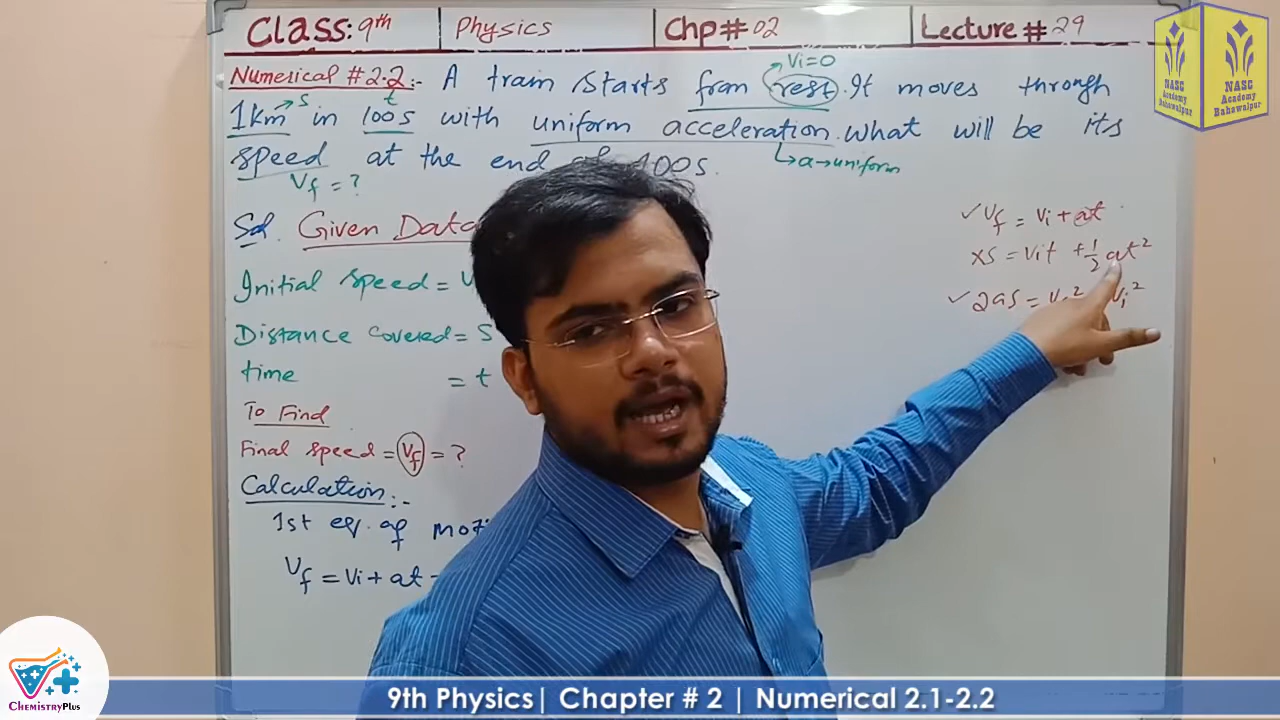 Class: 9th Physics Chp# 02 Lecture # 29
Vi=0
Numerical # 2.2:- A train starts from rest. It moves through
s t
1km in 100s with uniform acceleration. What will be its
speed at the end of 100s.
Vf = ? a→uniform
Sol Given Data
Initial speed =
Distance covered = S
time = t
To Find
Final speed = Vf = ?
Calculation:-
1st eq. of
Vf = Vi + at
✓ Vf = Vi + at
×S = Vit + ½ at²
✓ 2aS =
NASC
Academy
Bahawalpur
NASC
Academy
Bahawalpur
ChemistryPlus
9th Physics| Chapter # 2 | Numerical 2.1-2.2